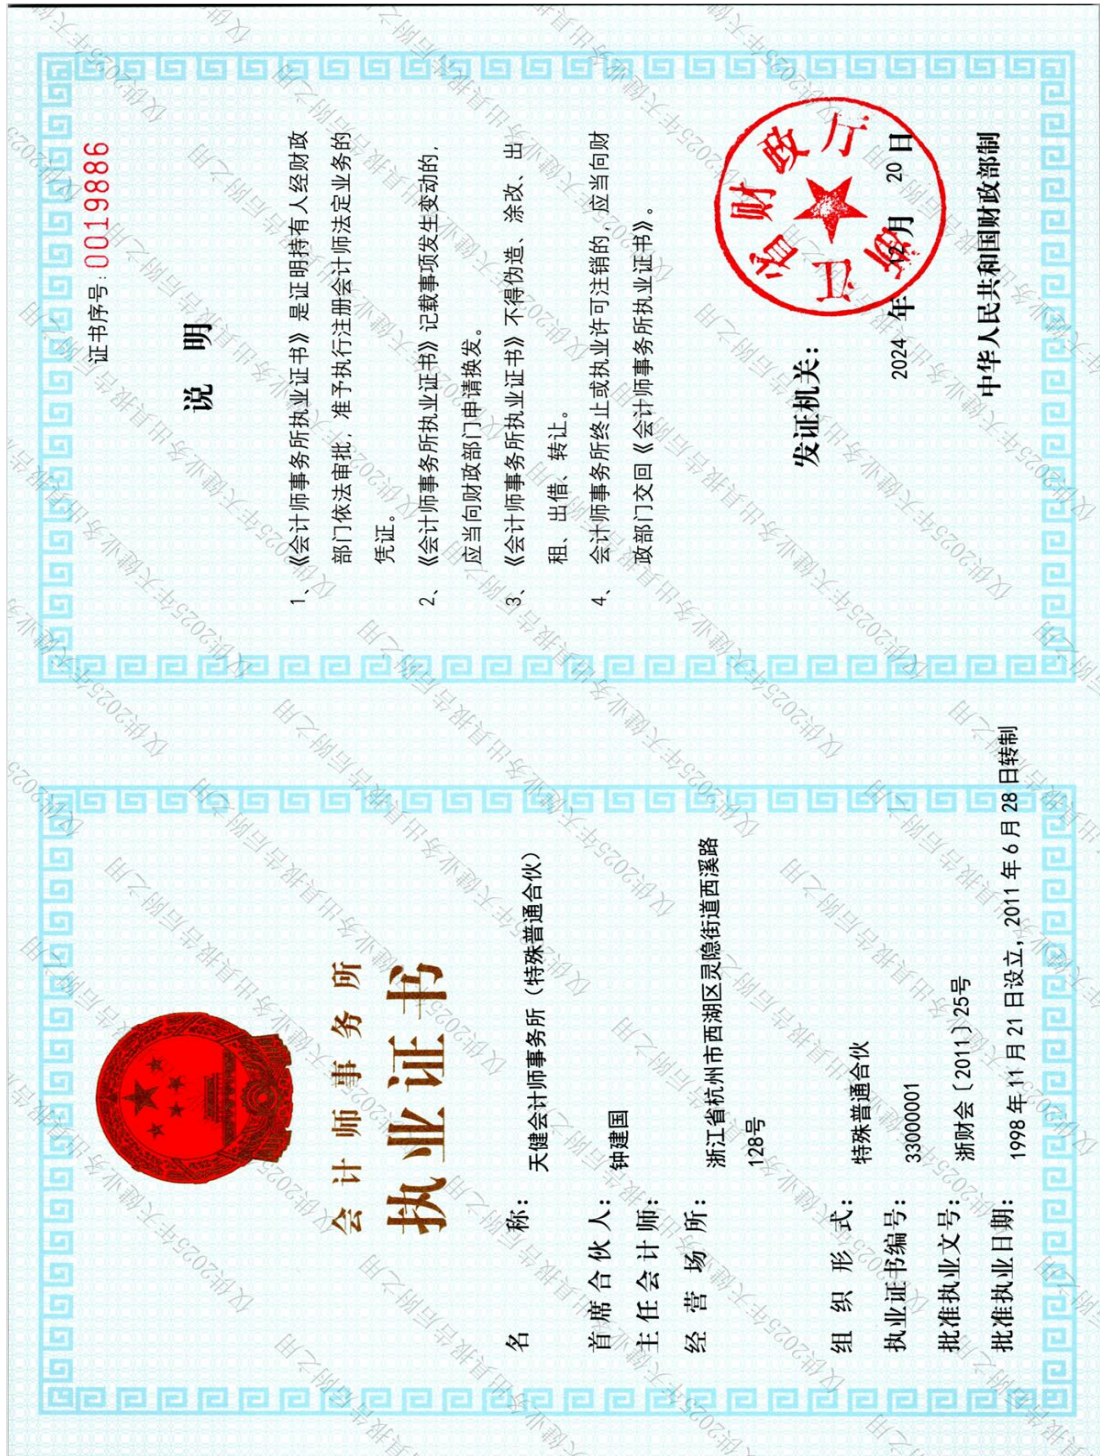 会计师事务所
执业证书
名称：天健会计师事务所（特殊普通合伙）
首席合伙人：钟建国
主任会计师：
经营场所：浙江省杭州市西湖区灵隐街道西溪路
128号
组织形式：特殊普通合伙
执业证书编号：33000001
批准执业文号：浙财会〔2011〕25号
批准执业日期：1998年11月21日设立，2011年6月28日转制
证书序号：0019886
说明
1、《会计师事务所执业证书》是证明持有人经财政
部门依法审批，准予执行注册会计师法定业务的
凭证。
2、《会计师事务所执业证书》记载事项发生变动的，
应当向财政部门申请换发。
3、《会计师事务所执业证书》不得伪造、涂改、出
租、出借、转让。
4、会计师事务所终止或执业许可注销的，应当向财
政部门交回《会计师事务所执业证书》。
发证机关：
省财政厅
2024年12月20日
中华人民共和国财政部制
仅供2025年天健业务出具报告后附之用